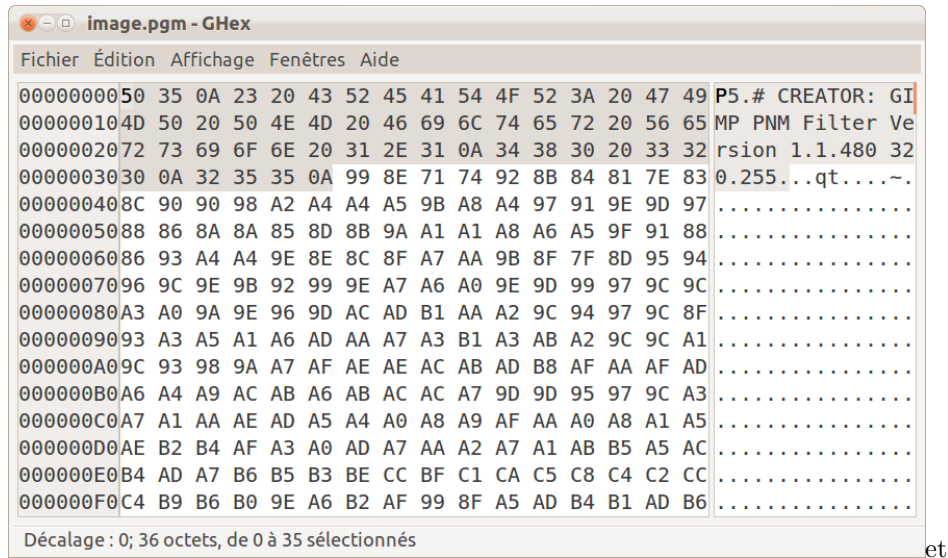 image.pgm - GHex
Fichier Édition Affichage Fenêtres Aide
00000000 50 35 0A 23 20 43 52 45 41 54 4F 52 3A 20 47 49 P5.# CREATOR: GI
00000010 4D 50 20 50 4E 4D 20 46 69 6C 74 65 72 20 56 65 MP PNM Filter Ve
00000020 72 73 69 6F 6E 20 31 2E 31 0A 34 38 30 20 33 32 rsion 1.1.480 32
00000030 30 0A 32 35 35 0A 99 8E 71 74 92 8B 84 81 7E 83 0.255...qt....~.
00000040 8C 90 90 98 A2 A4 A4 A5 9B A8 A4 97 91 9E 9D 97 ................
00000050 88 86 8A 8A 85 8D 8B 9A A1 A1 A8 A6 A5 9F 91 88 ................
00000060 86 93 A4 A4 9E 8E 8C 8F A7 AA 9B 8F 7F 8D 95 94 ................
00000070 96 9C 9E 9B 92 99 9E A7 A6 A0 9E 9D 99 97 9C 9C ................
00000080 A3 A0 9A 9E 96 9D AC AD B1 AA A2 9C 94 97 9C 8F ................
00000090 93 A3 A5 A1 A6 AD AA A7 A3 B1 A3 AB A2 9C 9C A1 ................
000000A0 9C 93 98 9A A7 AF AE AE AC AB AD B8 AF AA AF AD ................
000000B0 A6 A4 A9 AC AB A6 AB AC AC A7 9D 9D 95 97 9C A3 ................
000000C0 A7 A1 AA AE AD A5 A4 A0 A8 A9 AF AA A0 A8 A1 A5 ................
000000D0 AE B2 B4 AF A3 A0 AD A7 AA A2 A7 A1 AB B5 A5 AC ................
000000E0 B4 AD A7 B6 B5 B3 BE CC BF C1 CA C5 C8 C4 C2 CC ................
000000F0 C4 B9 B6 B0 9E A6 B2 AF 99 8F A5 AD B4 B1 AD B6 ................
Décalage : 0; 36 octets, de 0 à 35 sélectionnés
et